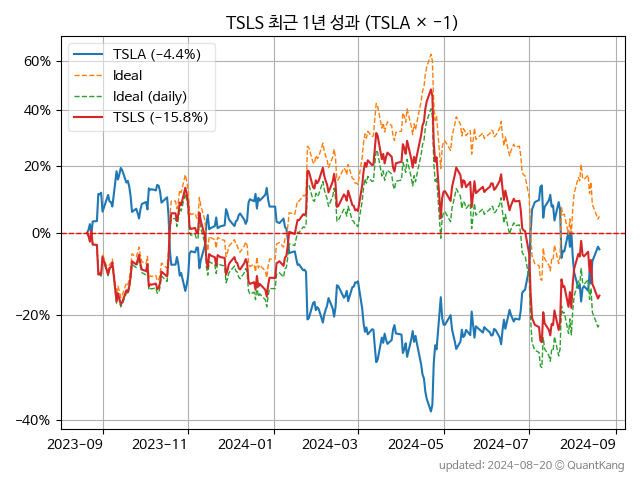 TSLS 최근 1년 성과 (TSLA × −1)
TSLA (−4.4%)
Ideal
Ideal (daily)
TSLS (−15.8%)
60%
40%
20%
0%
−20%
−40%
2023-09
2023-11
2024-01
2024-03
2024-05
2024-07
2024-09
updated: 2024-08-20 ⓒ QuantKang